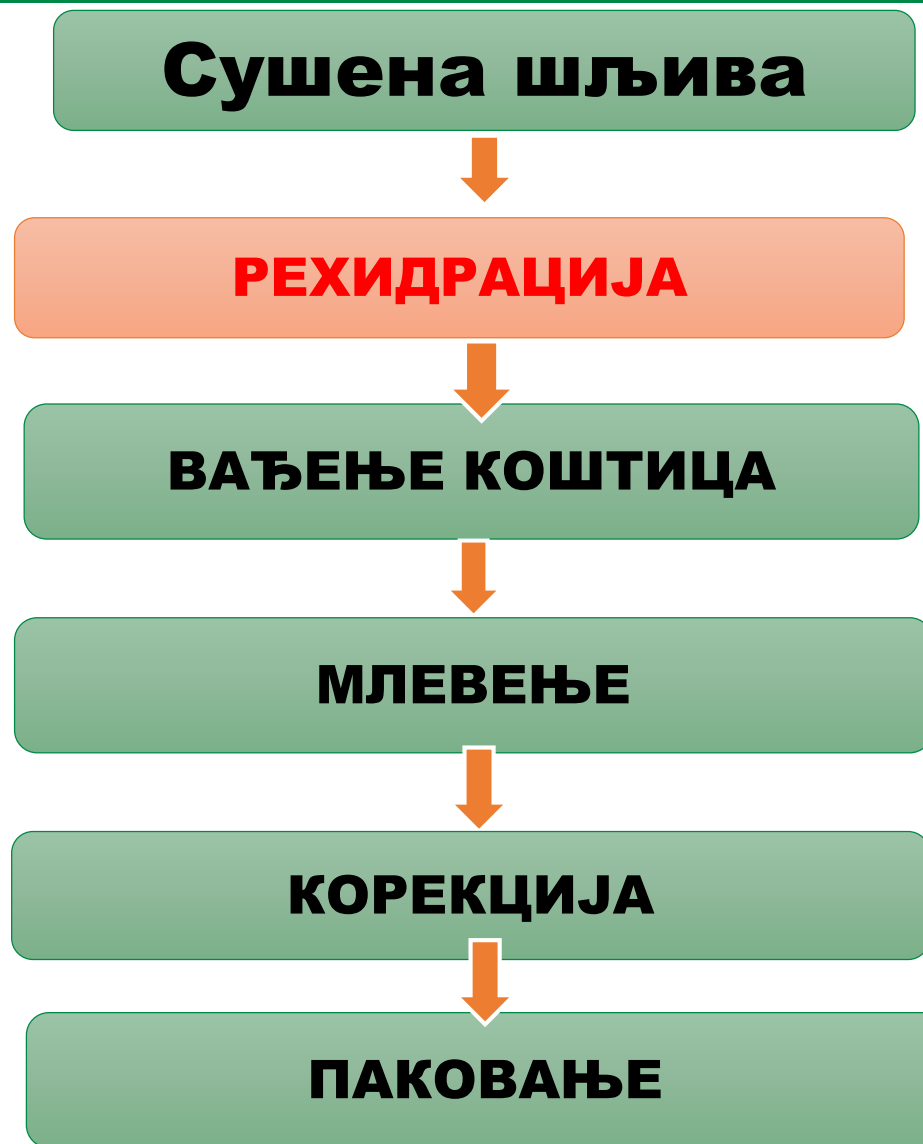 Сушена шљива
РЕХИДРАЦИЈА
ВАЂЕЊЕ КОШТИЦА
МЛЕВЕЊЕ
КОРЕКЦИЈА
ПАКОВАЊЕ